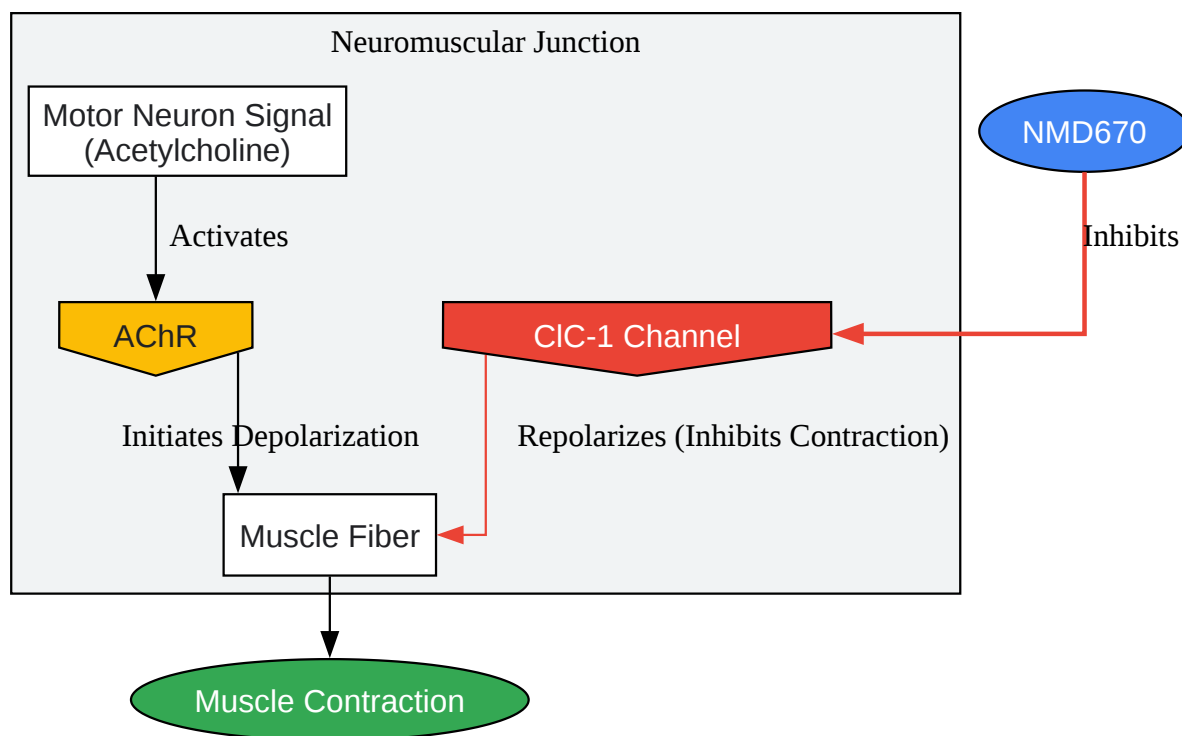 Neuromuscular Junction
Motor Neuron Signal
(Acetylcholine)
NMD670
Activates
Inhibits
AChR
ClC-1 Channel
Initiates Depolarization
Repolarizes (Inhibits Contraction)
Muscle Fiber
Muscle Contraction